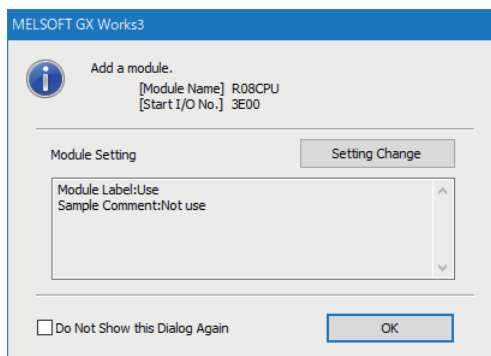 MELSOFT GX Works3
Add a module.
[Module Name] R08CPU
[Start I/O No.] 3E00
Module Setting
Setting Change
Module Label:Use
Sample Comment:Not use
Do Not Show this Dialog Again
OK